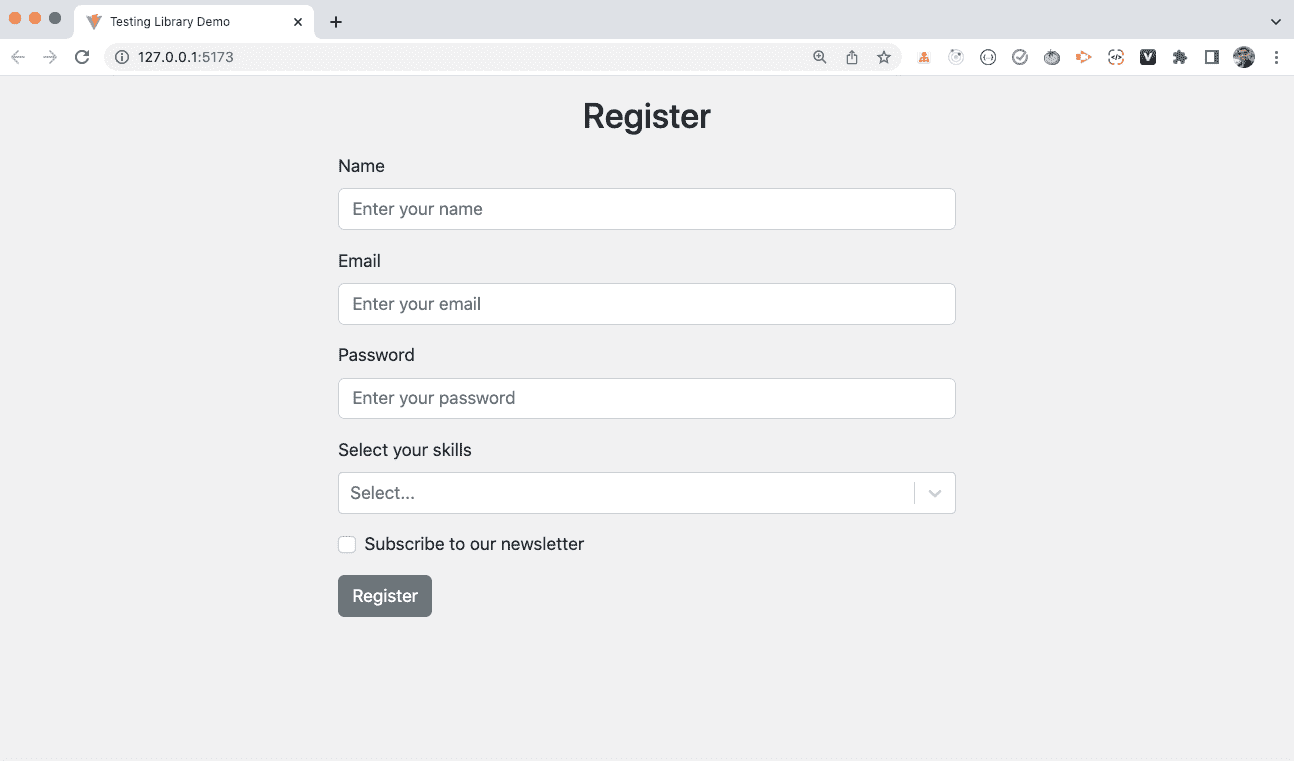 Testing Library Demo
127.0.0.1:5173
Register
Name
Enter your name
Email
Enter your email
Password
Enter your password
Select your skills
Select...
Subscribe to our newsletter
Register